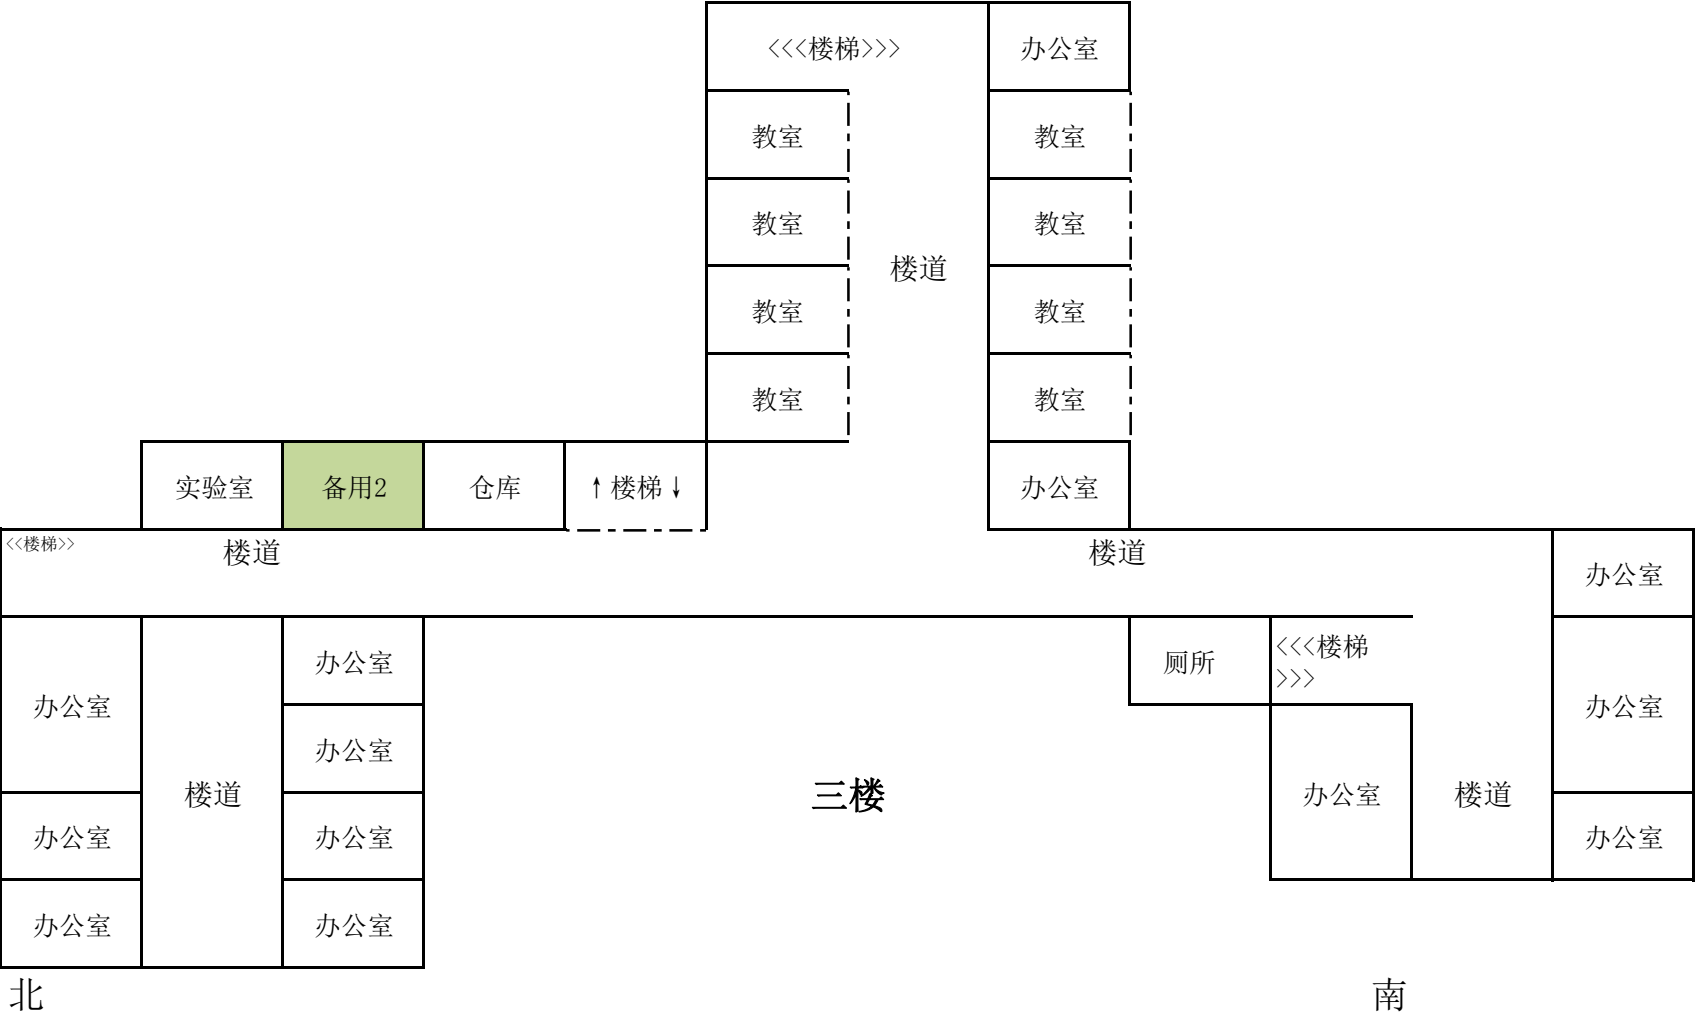 <<<楼梯>>>
办公室
教室
教室
教室
教室
楼道
教室
教室
教室
教室
实验室
备用2
仓库
↑楼梯↓
办公室
<<楼梯>>
楼道
楼道
办公室
办公室
楼道
办公室
厕所
<<<楼梯
>>>
办公室
办公室
三楼
办公室
楼道
办公室
办公室
办公室
办公室
办公室
办公室
北
南